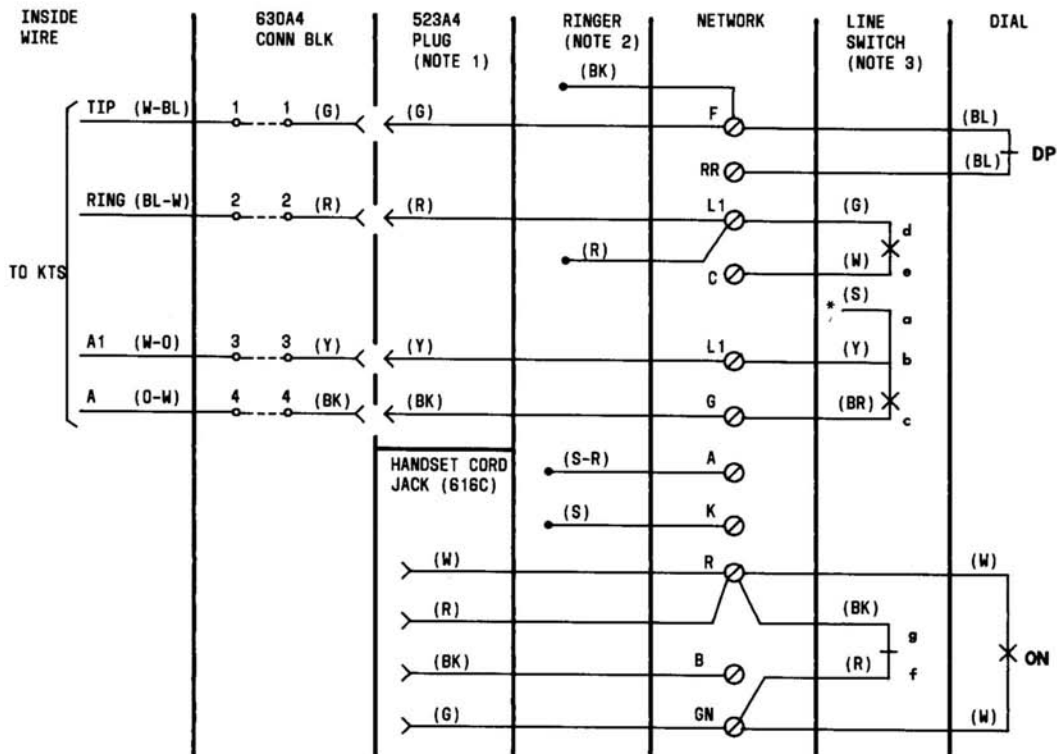 INSIDE WIRE
630A4 CONN BLK
523A4 PLUG (NOTE 1)
RINGER (NOTE 2)
NETWORK
LINE SWITCH (NOTE 3)
DIAL
(BK)
TIP (W-BL) 1 1 (G) (G) F (BL)
DP
RR (BL)
RING (BL-W) 2 2 (R) (R) L1 (G)
d
(R)
C (W) e
TO KTS
* (S) a
A1 (W-O) 3 3 (Y) (Y) L1 (Y) b
A (O-W) 4 4 (BK) (BK) G (BR) c
HANDSET CORD JACK (616C)
(S-R) A
(S) K
(W) R (W)
(R) (BK)
g
ON
(BK) B (R) f
(G) GN (W)